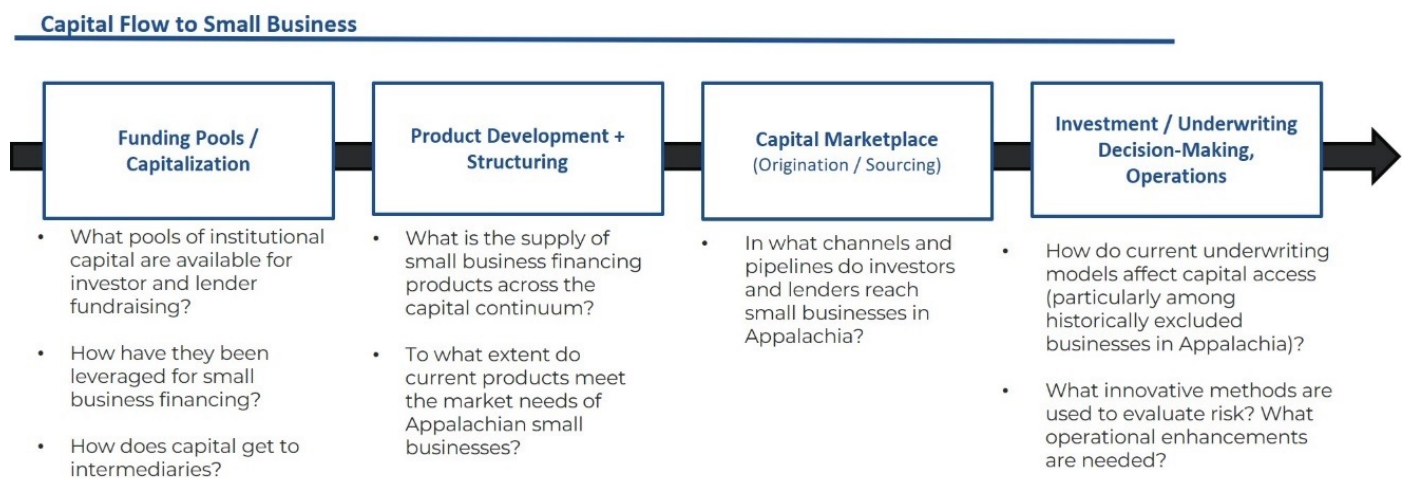 Capital Flow to Small Business
Funding Pools /
Capitalization
• What pools of institutional
capital are available for
investor and lender
fundraising?
• How have they been
leveraged for small
business financing?
• How does capital get to
intermediaries?
Product Development +
Structuring
• What is the supply of
small business financing
products across the
capital continuum?
• To what extent do
current products meet
the market needs of
Appalachian small
businesses?
Capital Marketplace
(Origination / Sourcing)
• In what channels and
pipelines do investors
and lenders reach
small businesses in
Appalachia?
Investment / Underwriting
Decision-Making,
Operations
• How do current underwriting
models affect capital access
(particularly among
historically excluded
businesses in Appalachia)?
• What innovative methods are
used to evaluate risk? What
operational enhancements
are needed?